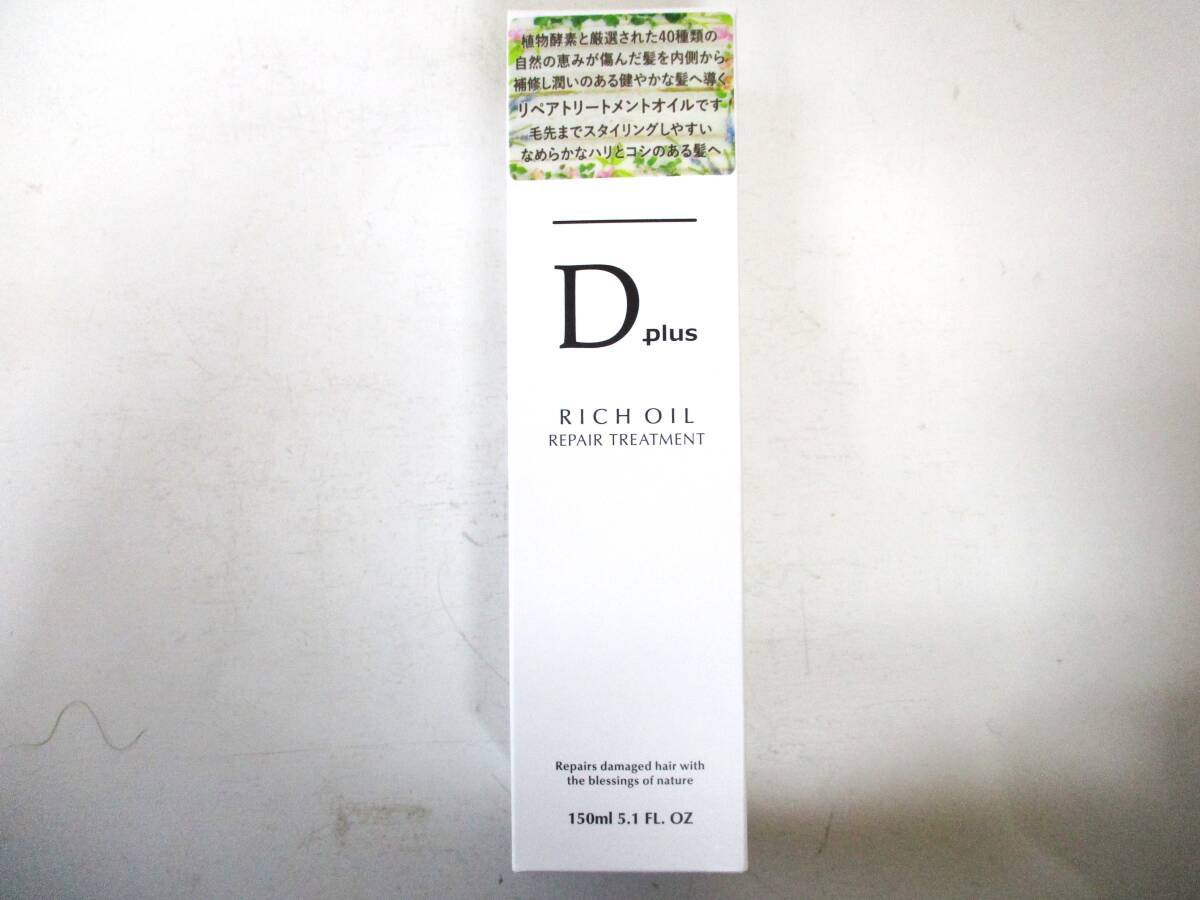 植物酵素と厳選された40種類の
自然の恵みが傷んだ髪を内側から
補修し潤いのある健やかな髪へ導く
リペアトリートメントオイルです
毛先までスタイリングしやすい
なめらかなハリとコシのある髪へ
D plus
RICH OIL
REPAIR TREATMENT
Repairs damaged hair with
the blessings of nature
150ml 5.1 FL. OZ